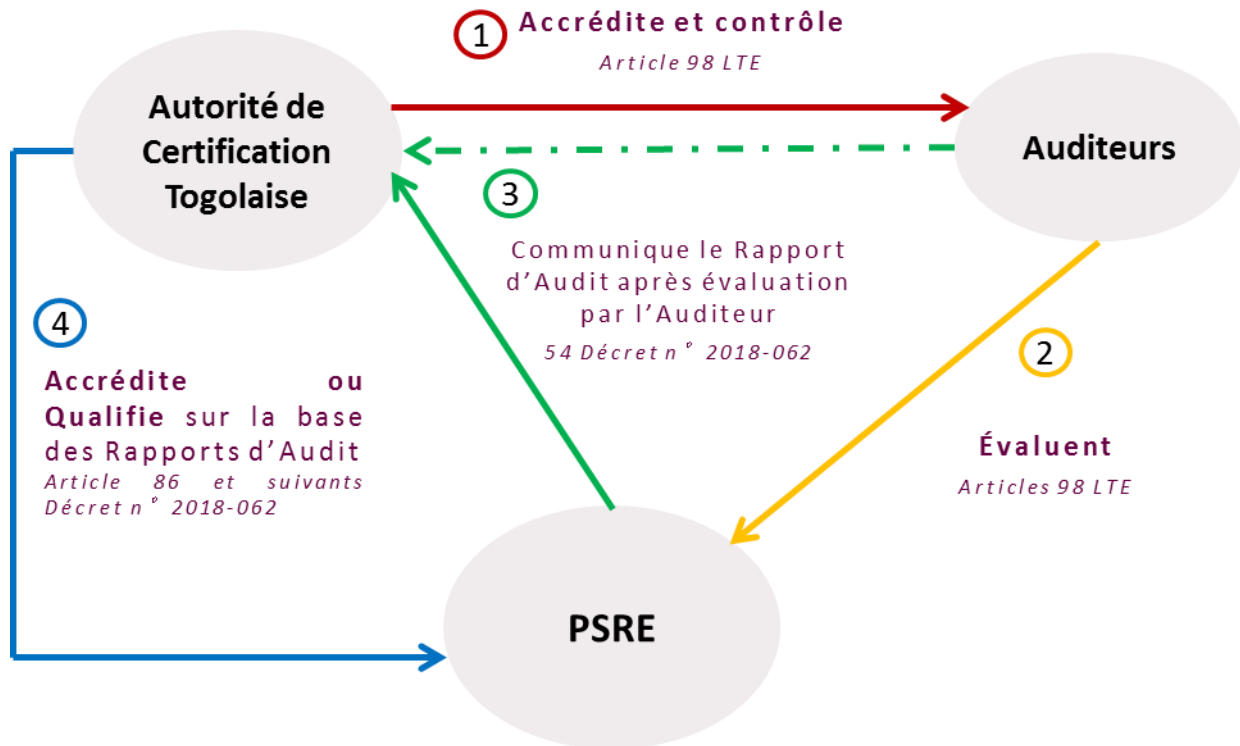 1
Accrédite et contrôle
Article 98 LTE
Autorité de
Certification
Togolaise
Auditeurs
3
Communique le Rapport
d’Audit après évaluation
par l’Auditeur
54 Décret n° 2018-062
4
Accrédite ou
Qualifie sur la base
des Rapports d’Audit
Article 86 et suivants
Décret n° 2018-062
2
Évaluent
Articles 98 LTE
PSRE